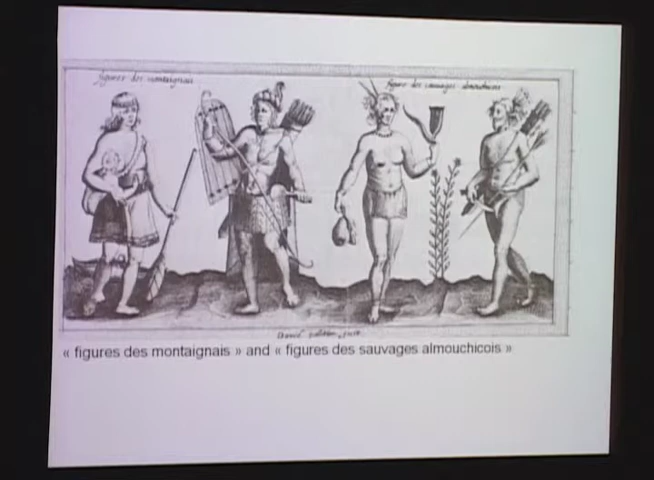 figures des montaignais
figure des sauvages almouchicois
« figures des montaignais » and « figures des sauvages almouchicois »